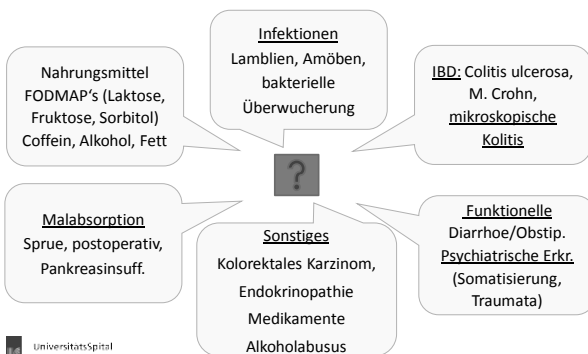 Infektionen
Lamblien, Amöben,
bakterielle
Überwucherung
Nahrungsmittel
FODMAP‘s (Laktose,
Fruktose, Sorbitol)
Coffein, Alkohol, Fett
IBD: Colitis ulcerosa,
M. Crohn,
mikroskopische
Kolitis
?
Malabsorption
Sprue, postoperativ,
Pankreasinsuff.
Sonstiges
Kolorektales Karzinom,
Endokrinopathie
Medikamente
Alkoholabusus
Funktionelle
Diarrhoe/Obstip.
Psychiatrische Erkr.
(Somatisierung,
Traumata)
UniversitätsSpital